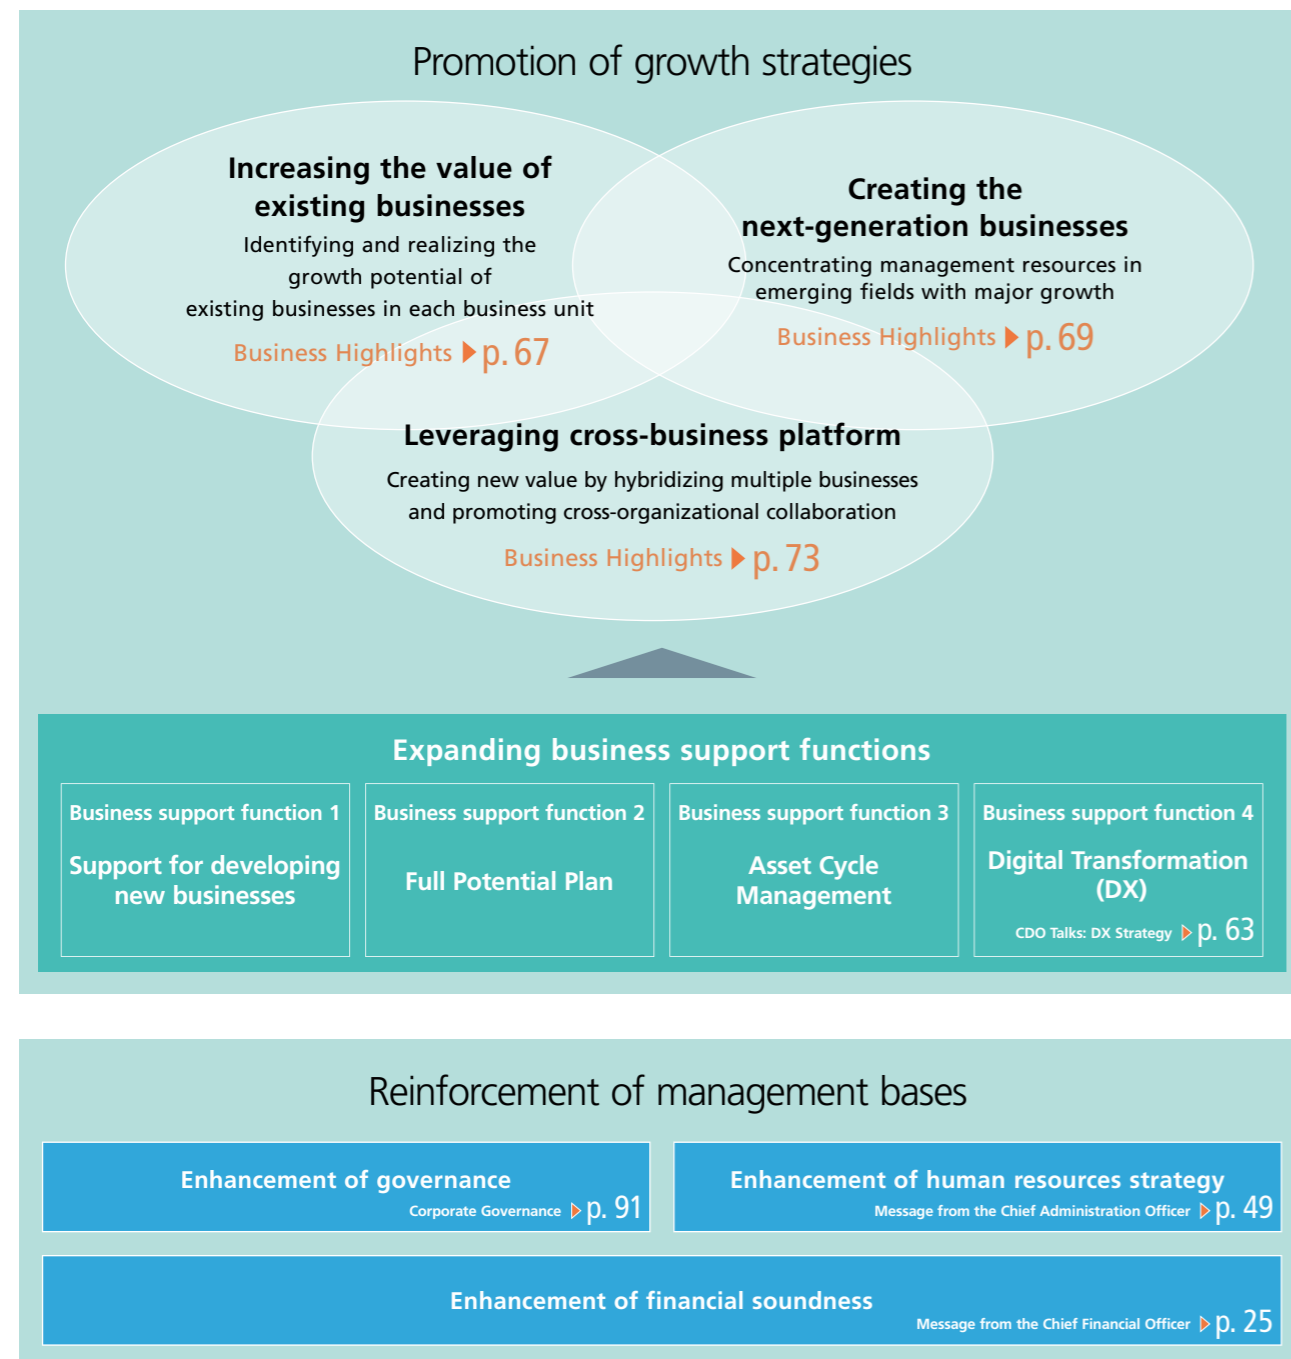 Promotion of growth strategies
Increasing the value of
existing businesses
Identifying and realizing the
growth potential of
existing businesses in each business unit
Business Highlights ▶ p. 67
Creating the
next-generation businesses
Concentrating management resources in
emerging fields with major growth
Business Highlights ▶ p. 69
Leveraging cross-business platform
Creating new value by hybridizing multiple businesses
and promoting cross-organizational collaboration
Business Highlights ▶ p. 73
Expanding business support functions
Business support function 1
Support for developing
new businesses
Business support function 2
Full Potential Plan
Business support function 3
Asset Cycle
Management
Business support function 4
Digital Transformation
(DX)
CDO Talks: DX Strategy ▶ p. 63
Reinforcement of management bases
Enhancement of governance
Corporate Governance ▶ p. 91
Enhancement of human resources strategy
Message from the Chief Administration Officer ▶ p. 49
Enhancement of financial soundness
Message from the Chief Financial Officer ▶ p. 25